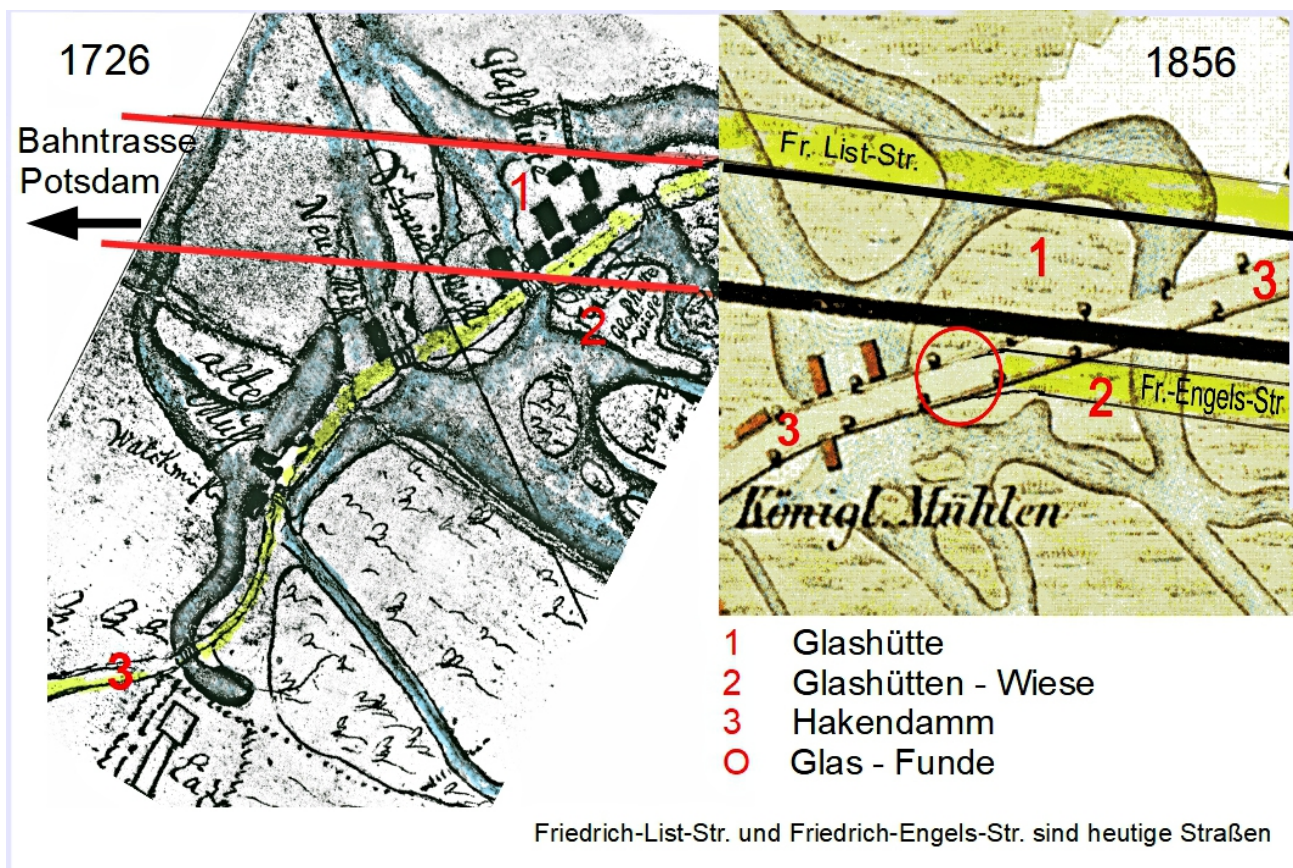 1726
Bahntrasse
Potsdam
1
2
3
alte
Neue
1856
Fr. List-Str.
1
3
2
Fr.-Engels-Str
3
Königl. Mühlen
1 Glashütte
2 Glashütten - Wiese
3 Hakendamm
O Glas - Funde
Friedrich-List-Str. und Friedrich-Engels-Str. sind heutige Straßen